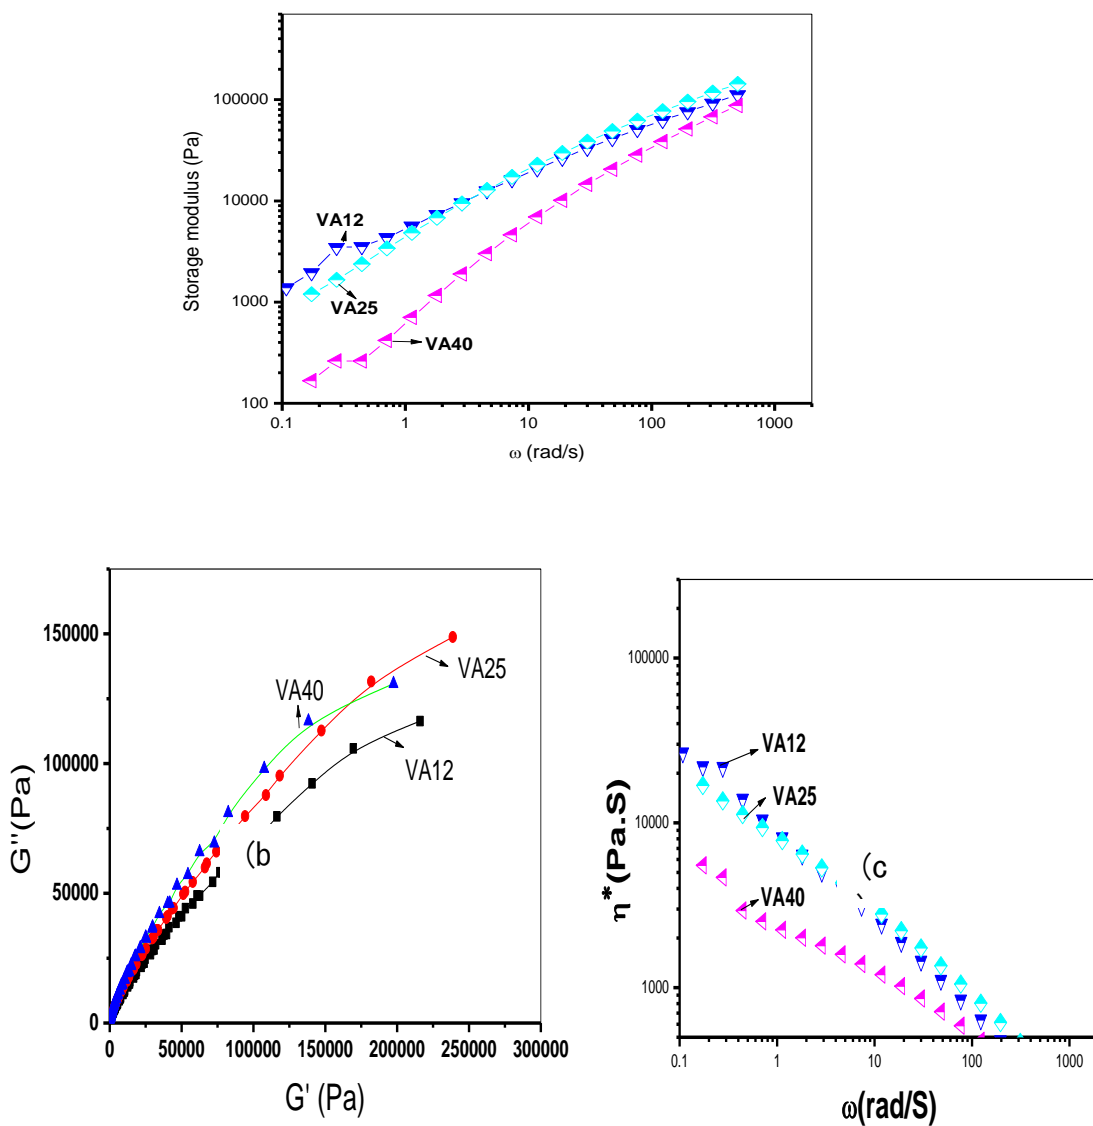 Storage modulus (Pa)
100000
10000
1000
100
VA12
VA25
VA40
0.1 1 10 100 1000
ω (rad/s)
G''(Pa)
150000
100000
50000
0
VA40
VA25
VA12
(b
0 50000 100000 150000 200000 250000 300000
G' (Pa)
η*(Pa.S)
100000
10000
1000
VA12
VA25
VA40
(c
0.1 1 10 100 1000
ω(rad/S)